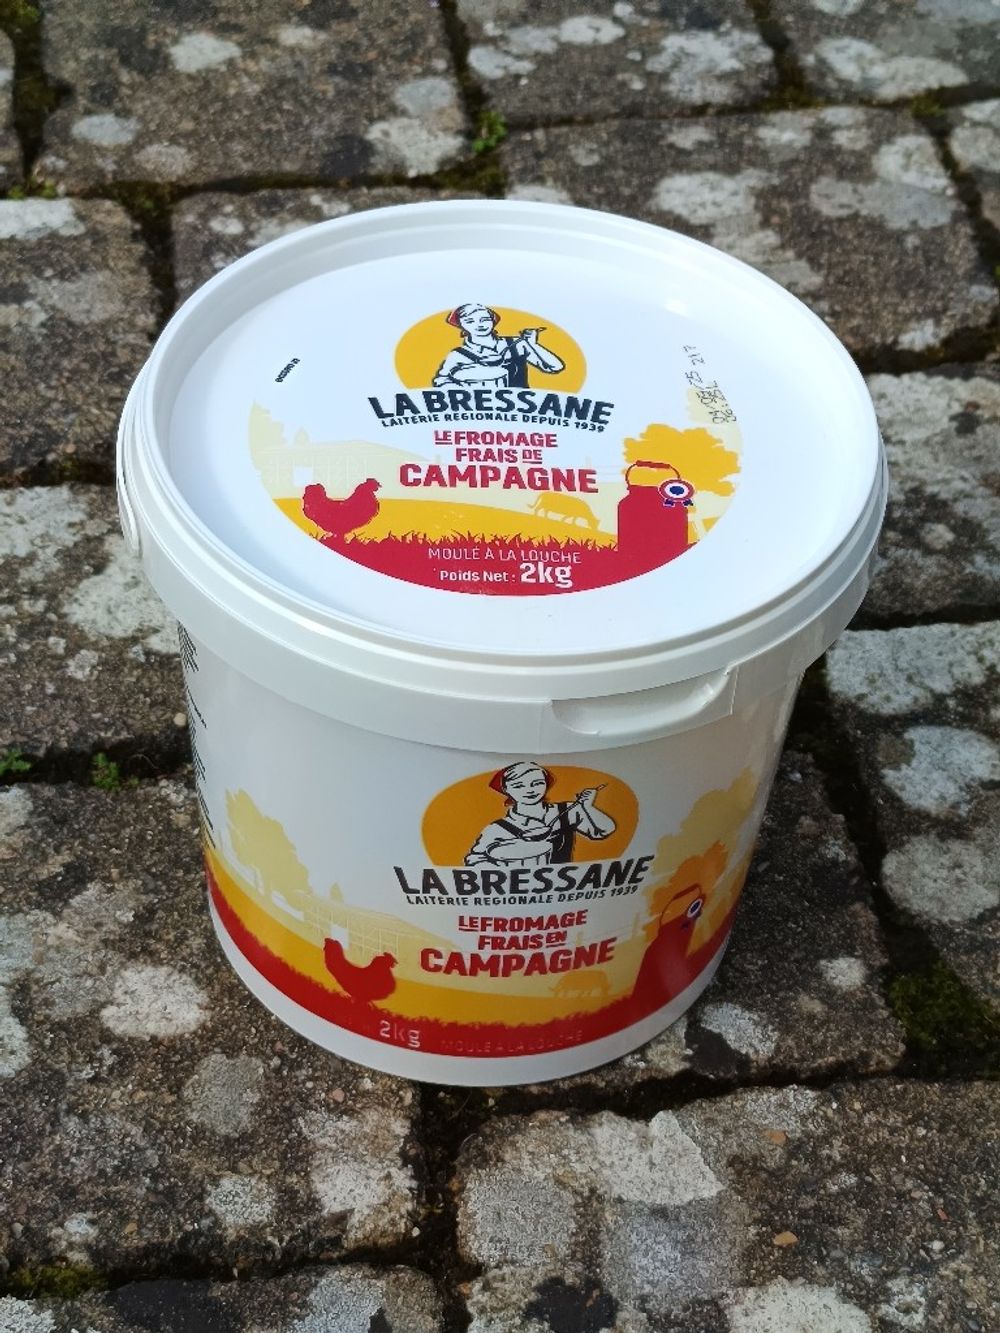 LA BRESSANE
LAITERIE REGIONALE DEPUIS 1939
LE FROMAGE
FRAIS DE
CAMPAGNE
MOULÉ À LA LOUCHE
Poids Net : 2kg
LA BRESSANE
LAITERIE REGIONALE DEPUIS 1939
LE FROMAGE
FRAIS EN
CAMPAGNE
2kg
MOULÉ A LA LOUCHE